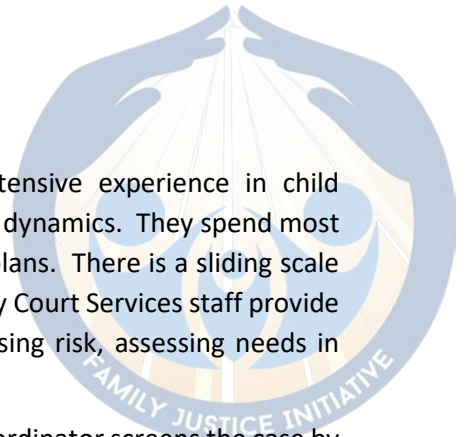 tensive experience in child
dynamics. They spend most
plans. There is a sliding scale
y Court Services staff provide
sing risk, assessing needs in
FAMILY JUSTICE INITIATIVE
ordinator screens the case by